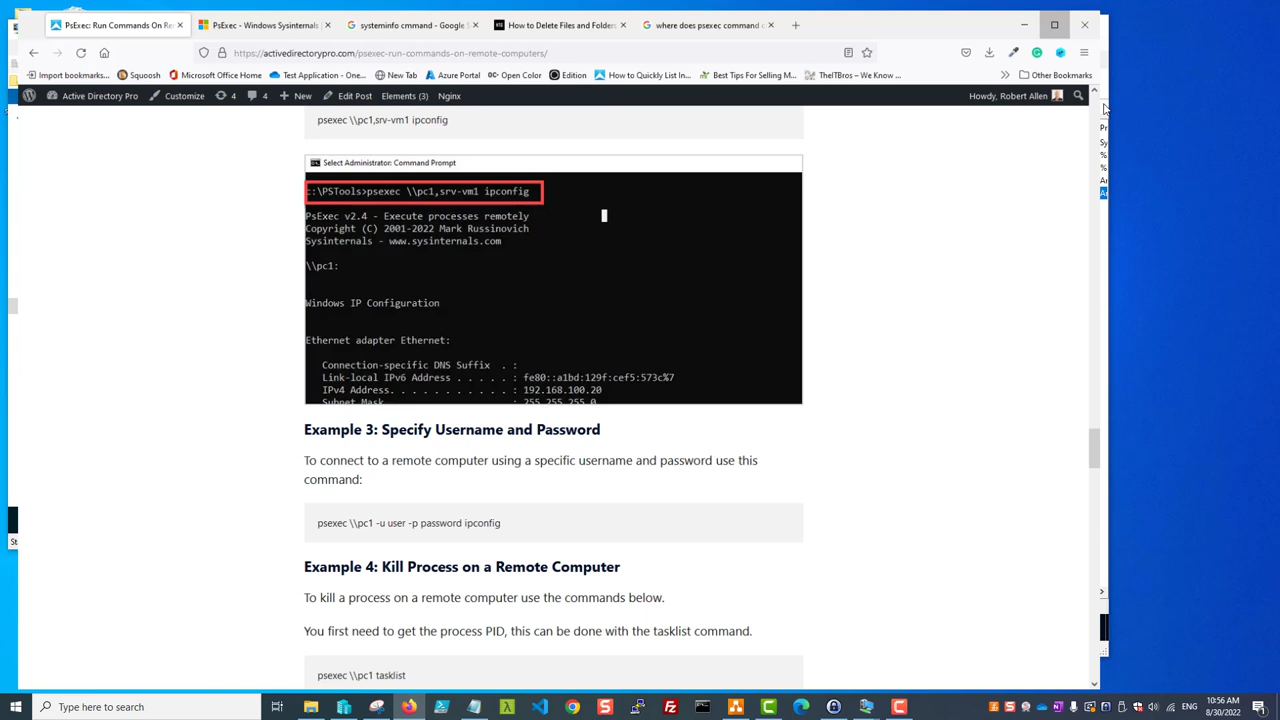 PsExec: Run Commands On Re
PsExec - Windows Sysinternals
systeminfo cmmand - Google S
How to Delete Files and Folders
where does psexec command c
https://activedirectorypro.com/psexec-run-commands-on-remote-computers/
Import bookmarks...
Squoosh
Microsoft Office Home
Test Application - One...
New Tab
Azure Portal
Open Color
Edition
How to Quickly List In...
Best Tips For Selling M...
TheITBros — We Know ...
Other Bookmarks
Active Directory Pro
Customize
4
4
New
Edit Post
Elements (3)
Nginx
Howdy, Robert Allen
psexec \\pc1,srv-vm1 ipconfig
Select Administrator: Command Prompt
c:\PSTools>psexec \\pc1,srv-vm1 ipconfig
PsExec v2.4 - Execute processes remotely
Copyright (C) 2001-2022 Mark Russinovich
Sysinternals - www.sysinternals.com
\\pc1:
Windows IP Configuration
Ethernet adapter Ethernet:
Connection-specific DNS Suffix . :
Link-local IPv6 Address . . . . . : fe80::a1bd:129f:cef5:573c%7
IPv4 Address. . . . . . . . . . . : 192.168.100.20
Subnet Mask . . . . . . . . . . . : 255.255.255.0
Example 3: Specify Username and Password
To connect to a remote computer using a specific username and password use this
command:
psexec \\pc1 -u user -p password ipconfig
Example 4: Kill Process on a Remote Computer
To kill a process on a remote computer use the commands below.
You first need to get the process PID, this can be done with the tasklist command.
psexec \\pc1 tasklist
Type here to search
ENG
10:56 AM
8/30/2022